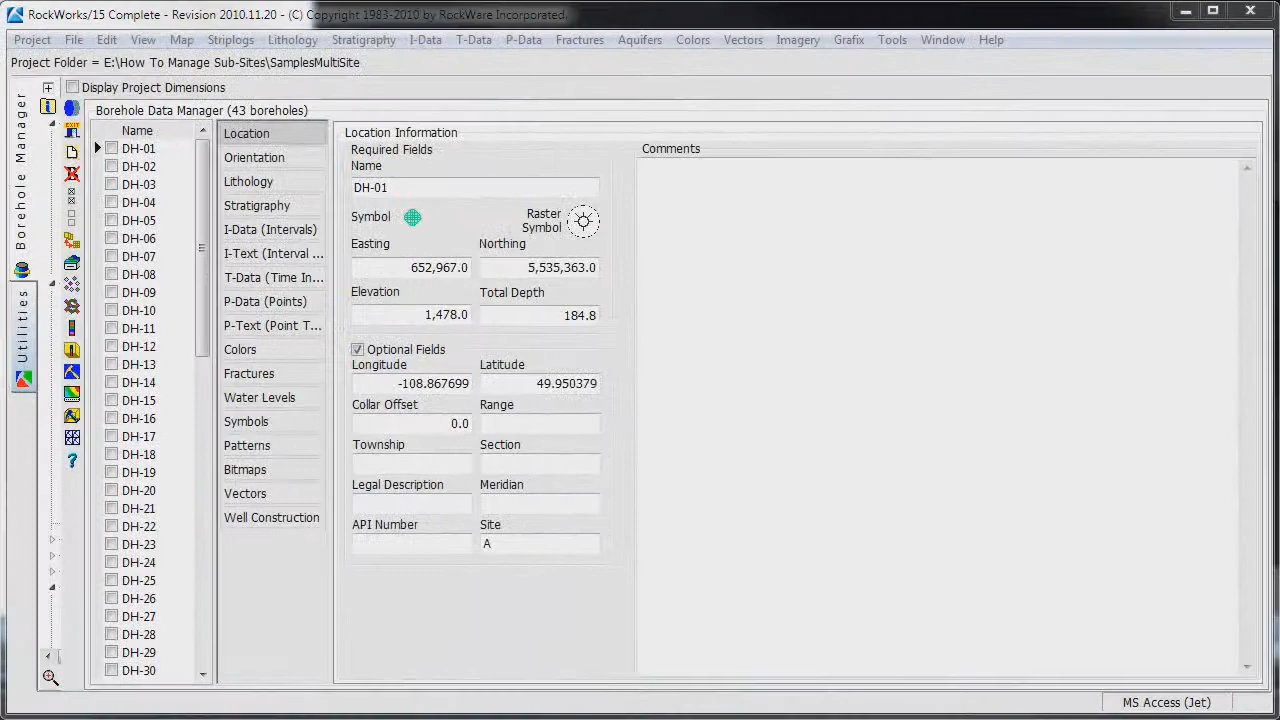 RockWorks/15 Complete - Revision 2010.11.20 - (C) Copyright 1983-2010 by RockWare Incorporated.
Project File Edit View Map Striplogs Lithology Stratigraphy I-Data T-Data P-Data Fractures Aquifers Colors Vectors Imagery Grafix Tools Window Help
Project Folder = E:\How To Manage Sub-Sites\SamplesMultiSite
Display Project Dimensions
Borehole Manager
Utilities
EXIT
Borehole Data Manager (43 boreholes)
Name
DH-01
DH-02
DH-03
DH-04
DH-05
DH-06
DH-07
DH-08
DH-09
DH-10
DH-11
DH-12
DH-13
DH-14
DH-15
DH-16
DH-17
DH-18
DH-19
DH-20
DH-21
DH-22
DH-23
DH-24
DH-25
DH-26
DH-27
DH-28
DH-29
DH-30
Location
Orientation
Lithology
Stratigraphy
I-Data (Intervals)
I-Text (Interval ...
T-Data (Time In...
P-Data (Points)
P-Text (Point T...
Colors
Fractures
Water Levels
Symbols
Patterns
Bitmaps
Vectors
Well Construction
Location Information
Required Fields
Name
DH-01
Symbol Raster Symbol
Easting Northing
652,967.0 5,535,363.0
Elevation Total Depth
1,478.0 184.8
Optional Fields
Longitude Latitude
-108.867699 49.950379
Collar Offset Range
0.0
Township Section
Legal Description Meridian
API Number Site
A
Comments
MS Access (Jet)